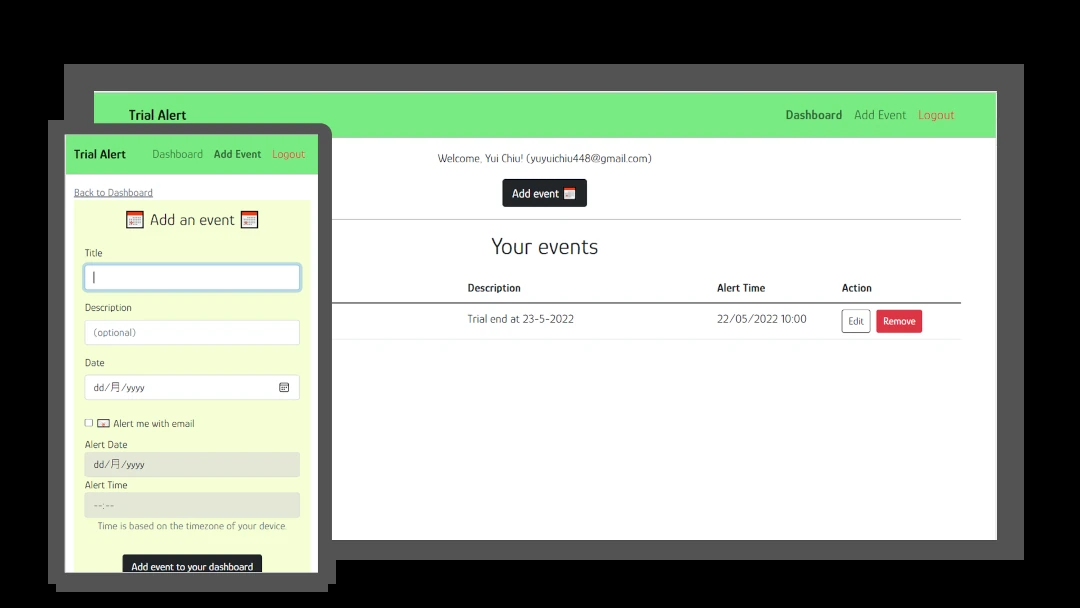 Trial Alert Dashboard Add Event Logout
Welcome, Yui Chiu! (yuyuichiu448@gmail.com)
Add event
Your events
Description Alert Time Action
Trial end at 23-5-2022 22/05/2022 10:00 Edit Remove
Trial Alert Dashboard Add Event Logout
Back to Dashboard
Add an event
Title
Description
(optional)
Date
dd/月/yyyy
Alert me with email
Alert Date
dd/月/yyyy
Alert Time
--:--
Time is based on the timezone of your device.
Add event to your dashboard